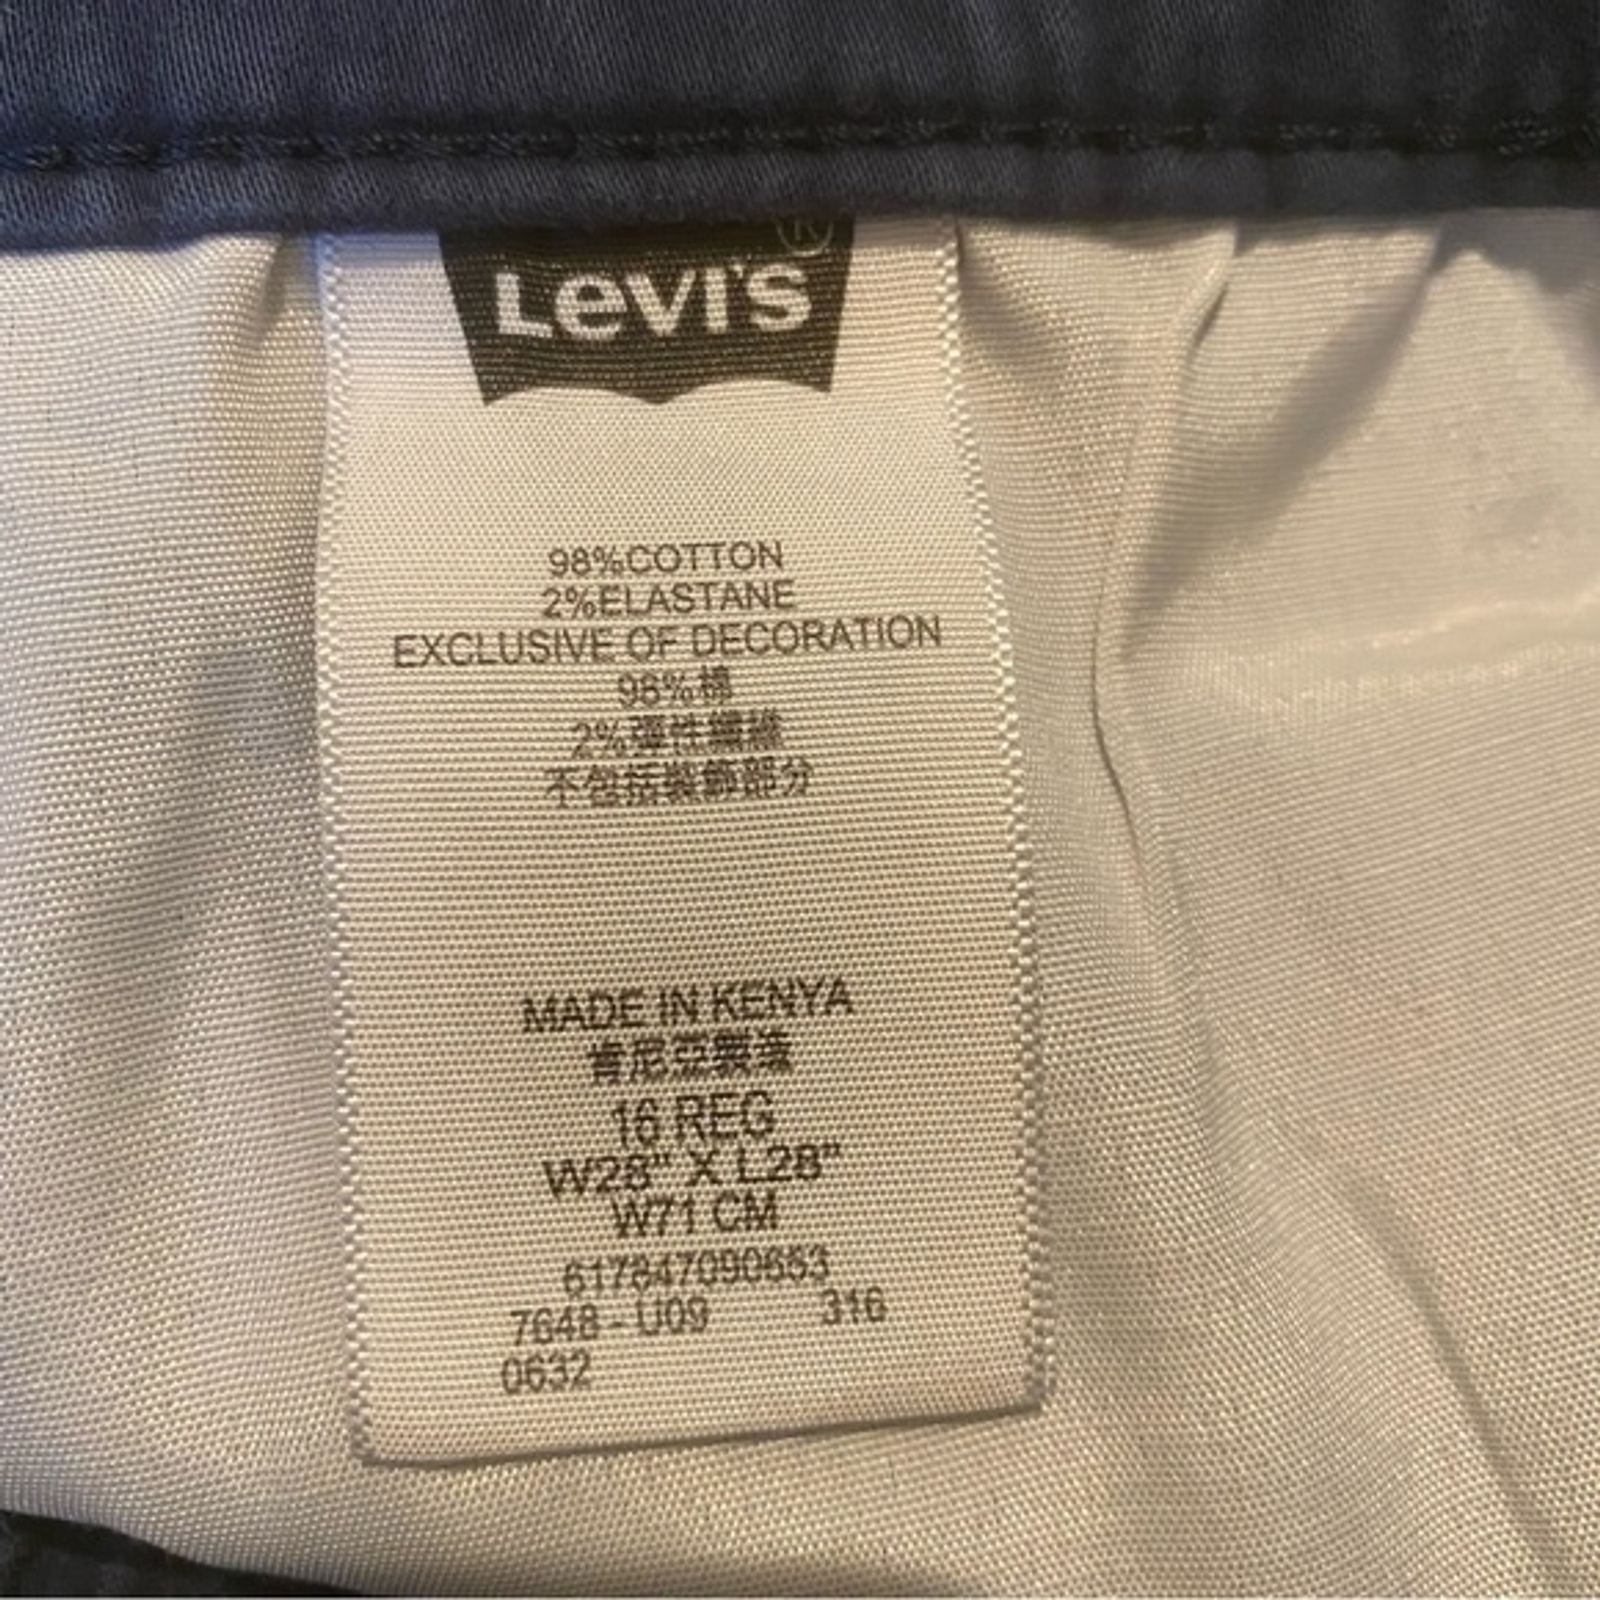 Levi's
98%COTTON
2%ELASTANE
EXCLUSIVE OF DECORATION
98%棉
2%彈性纖維
不包括裝飾部分
MADE IN KENYA
肯尼亞製造
16 REG
W28" X L28"
W71 CM
617847090653
7648 - U09 316
0632